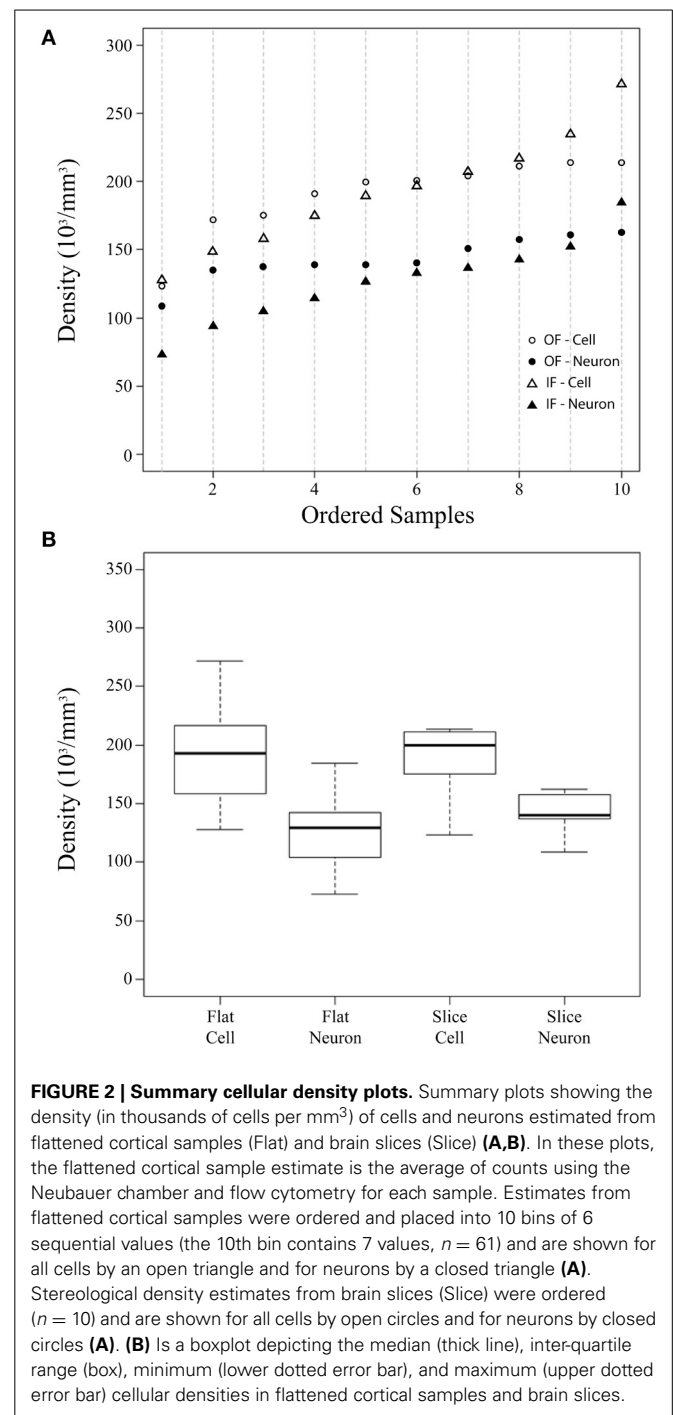 A
300
250
200
150
100
50
0
Density (10³/mm³)
OF - Cell
OF - Neuron
IF - Cell
IF - Neuron
2 4 6 8 10
Ordered Samples
B
350
300
250
200
150
100
50
0
Density (10³/mm³)
Flat Flat Slice Slice
Cell Neuron Cell Neuron
FIGURE 2 | Summary cellular density plots. Summary plots showing the
density (in thousands of cells per mm³) of cells and neurons estimated from
flattened cortical samples (Flat) and brain slices (Slice) (A,B). In these plots,
the flattened cortical sample estimate is the average of counts using the
Neubauer chamber and flow cytometry for each sample. Estimates from
flattened cortical samples were ordered and placed into 10 bins of 6
sequential values (the 10th bin contains 7 values, n = 61) and are shown for
all cells by an open triangle and for neurons by a closed triangle (A).
Stereological density estimates from brain slices (Slice) were ordered
(n = 10) and are shown for all cells by open circles and for neurons by closed
circles (A). (B) Is a boxplot depicting the median (thick line), inter-quartile
range (box), minimum (lower dotted error bar), and maximum (upper dotted
error bar) cellular densities in flattened cortical samples and brain slices.